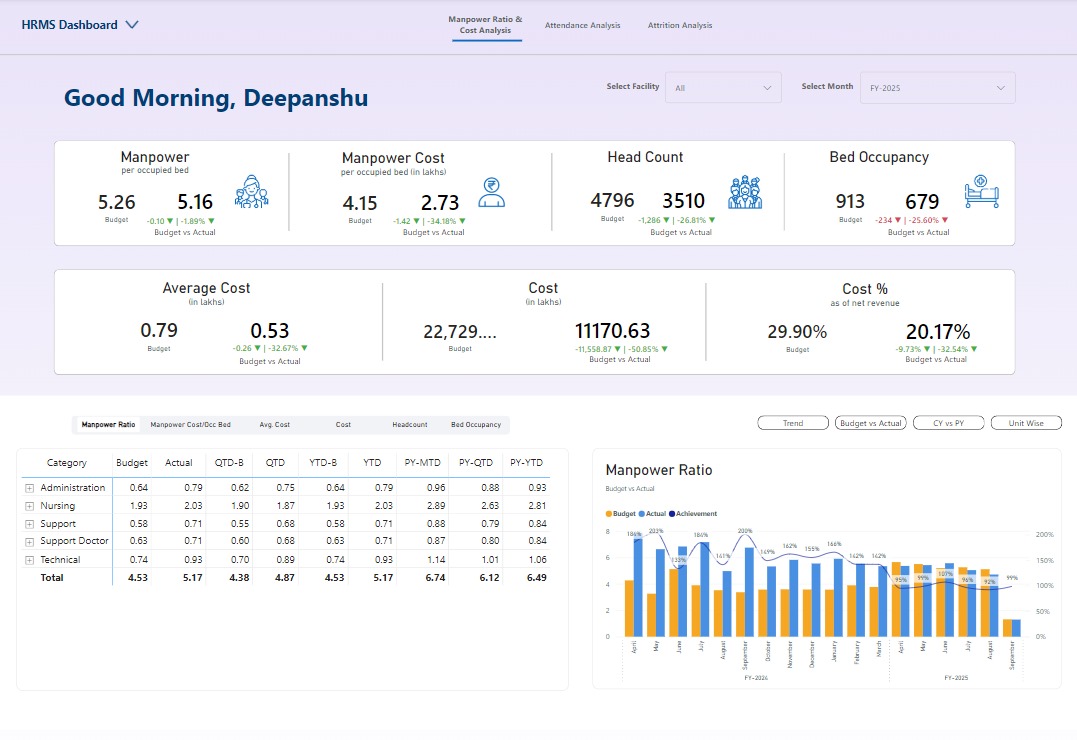 HRMS Dashboard
Manpower Ratio &
Cost Analysis
Attendance Analysis
Attrition Analysis
Good Morning, Deepanshu
Select Facility
All
Select Month
FY-2025
Manpower
per occupied bed
5.26
5.16
Budget
-0.10 ▼ | -1.89% ▼
Budget vs Actual
Manpower Cost
per occupied bed (in lakhs)
4.15
2.73
Budget
-1.42 ▼ | -34.18% ▼
Budget vs Actual
Head Count
4796
3510
Budget
-1,286 ▼ | -26.81% ▼
Budget vs Actual
Bed Occupancy
913
679
Budget
-234 ▼ | -25.60% ▼
Budget vs Actual
Average Cost
(in lakhs)
0.79
0.53
Budget
-0.26 ▼ | -32.67% ▼
Budget vs Actual
Cost
(in lakhs)
22,729....
11170.63
Budget
-11,558.87 ▼ | -50.85% ▼
Budget vs Actual
Cost %
as of net revenue
29.90%
20.17%
Budget
-9.73% ▼ | -32.54% ▼
Budget vs Actual
Manpower Ratio Manpower Cost/Occ Bed Avg. Cost Cost Headcount Bed Occupancy
Trend Budget vs Actual CY vs PY Unit Wise
Category Budget Actual QTD-B QTD YTD-B YTD PY-MTD PY-QTD PY-YTD
Administration 0.64 0.79 0.62 0.75 0.64 0.79 0.96 0.88 0.93
Nursing 1.93 2.03 1.90 1.87 1.93 2.03 2.89 2.63 2.81
Support 0.58 0.71 0.55 0.68 0.58 0.71 0.88 0.79 0.84
Support Doctor 0.63 0.71 0.60 0.68 0.63 0.71 0.87 0.80 0.84
Technical 0.74 0.93 0.70 0.89 0.74 0.93 1.14 1.01 1.06
Total 4.53 5.17 4.38 4.87 4.53 5.17 6.74 6.12 6.49
Manpower Ratio
Budget vs Actual
Budget Actual Achievement
8
6
4
2
0
186% 203% 133% 186% 141% 200% 149% 162% 155% 166% 142% 142% 95% 99% 107% 96% 92% 99%
200%
150%
100%
50%
0%
April May June July August September October November December January February March April May June July August September
FY-2024 FY-2025